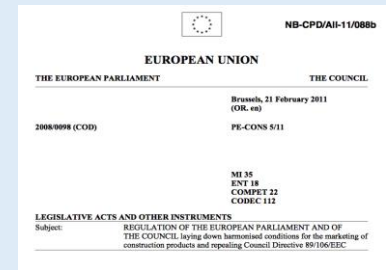 NB-CPD/All-11/088b
EUROPEAN UNION
THE EUROPEAN PARLIAMENT THE COUNCIL
Brussels, 21 February 2011
(OR. en)
2008/0098 (COD) PE-CONS 5/11
MI 35
ENT 18
COMPET 22
CODEC 112
LEGISLATIVE ACTS AND OTHER INSTRUMENTS
Subject: REGULATION OF THE EUROPEAN PARLIAMENT AND OF
THE COUNCIL laying down harmonised conditions for the marketing of
construction products and repealing Council Directive 89/106/EEC